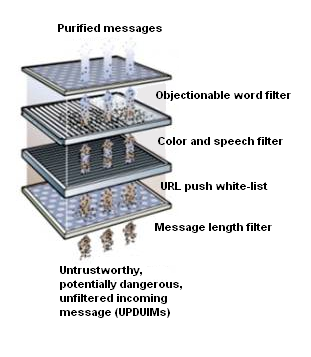 Purified messages
Objectionable word filter
Color and speech filter
URL push white-list
Message length filter
Untrustworthy,
potentially dangerous,
unfiltered incoming
message (UPDUIMs)